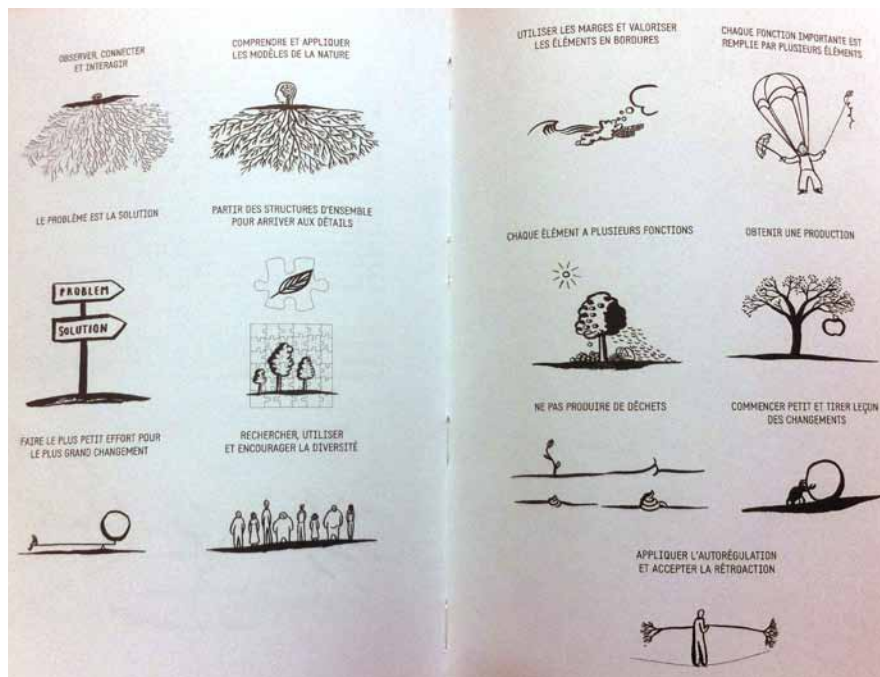 OBSERVER, CONNECTER
ET INTERAGIR
COMPRENDRE ET APPLIQUER
LES MODÈLES DE LA NATURE
LE PROBLÈME EST LA SOLUTION
PARTIR DES STRUCTURES D'ENSEMBLE
POUR ARRIVER AUX DÉTAILS
PROBLEM
SOLUTION
FAIRE LE PLUS PETIT EFFORT POUR
LE PLUS GRAND CHANGEMENT
RECHERCHER, UTILISER
ET ENCOURAGER LA DIVERSITÉ
UTILISER LES MARGES ET VALORISER
LES ÉLÉMENTS EN BORDURES
CHAQUE FONCTION IMPORTANTE EST
REMPLIE PAR PLUSIEURS ÉLÉMENTS
CHAQUE ÉLÉMENT A PLUSIEURS FONCTIONS
OBTENIR UNE PRODUCTION
NE PAS PRODUIRE DE DÉCHETS
COMMENCER PETIT ET TIRER LEÇON
DES CHANGEMENTS
APPLIQUER L'AUTORÉGULATION
ET ACCEPTER LA RÉTROACTION